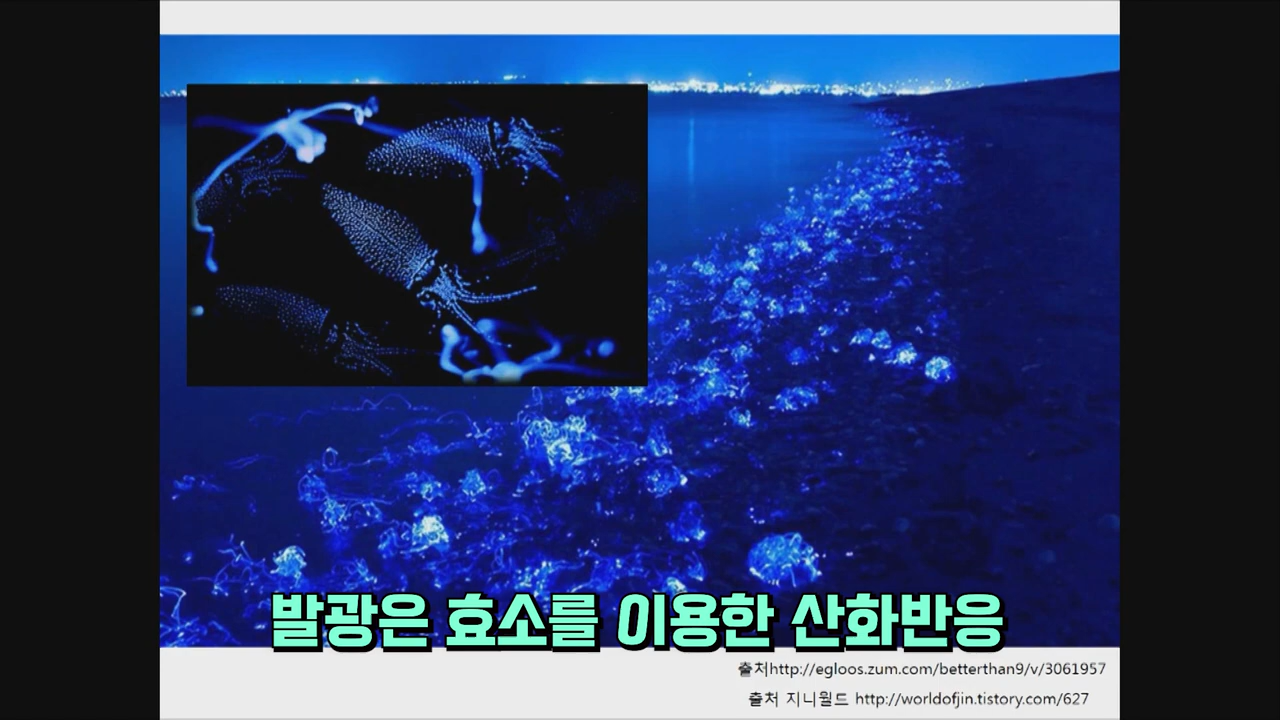 발광은 효소를 이용한 산화반응
출처http://egloos.zum.com/betterthan9/v/3061957
출처 지니월드 http://worldofjin.tistory.com/627